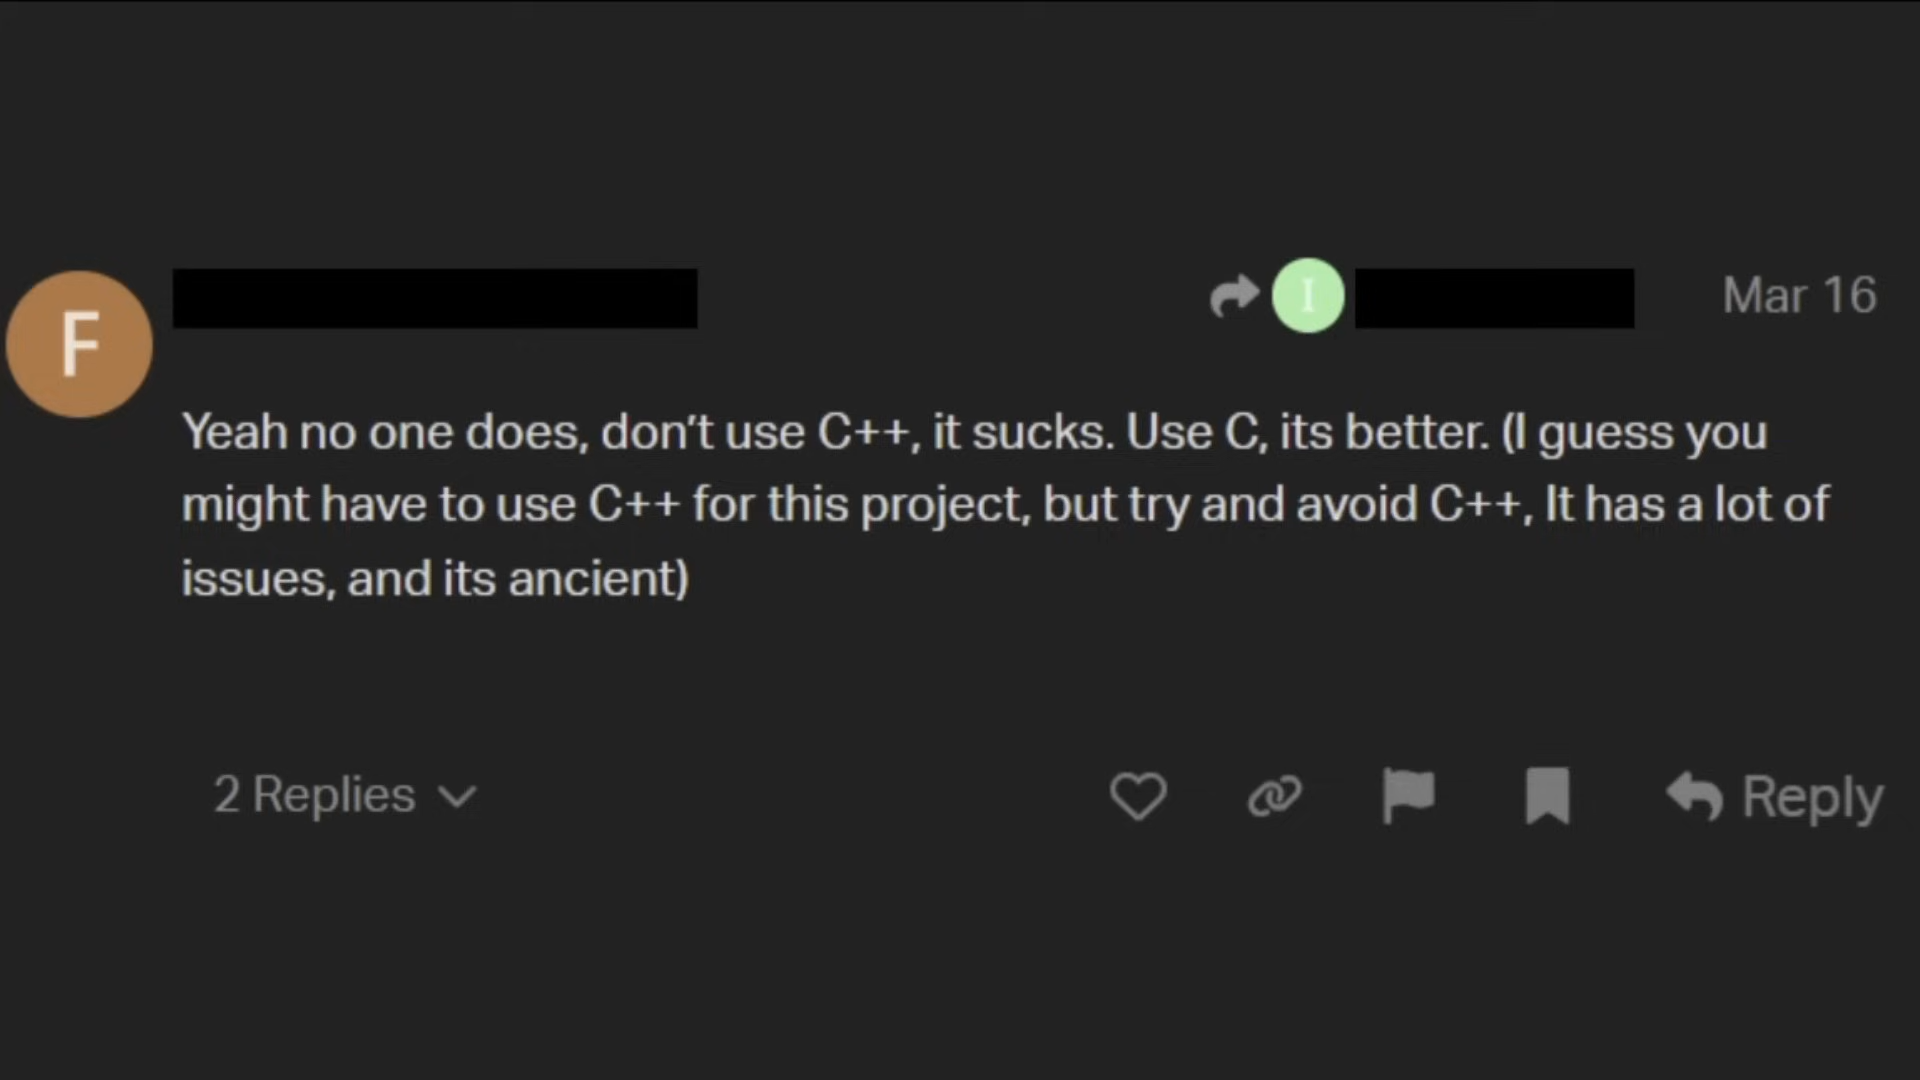 F
I
Mar 16
Yeah no one does, don't use C++, it sucks. Use C, its better. (I guess you
might have to use C++ for this project, but try and avoid C++, It has a lot of
issues, and its ancient)
2 Replies
Reply